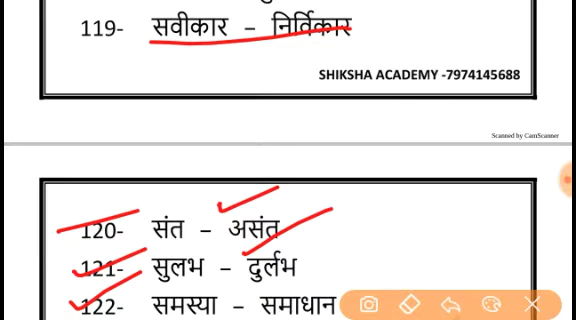 119- सवीकार – निर्विकार
SHIKSHA ACADEMY -7974145688
Scanned by CamScanner
120- संत – असंत
121- सुलभ – दुर्लभ
122- समस्या – समाधान